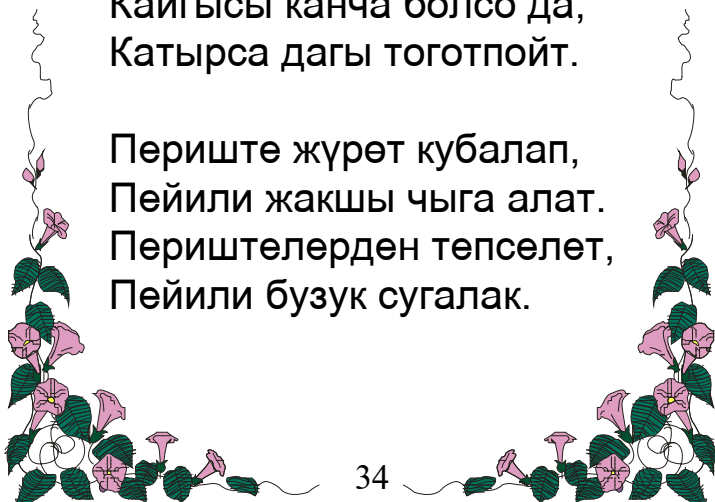 Кайгысы канча болсо да,
Катырса дагы тоготпойт.
Периште жүрөт кубалап,
Пейили жакшы чыга алат.
Периштелерден тепселет,
Пейили бузук сугалак.
34